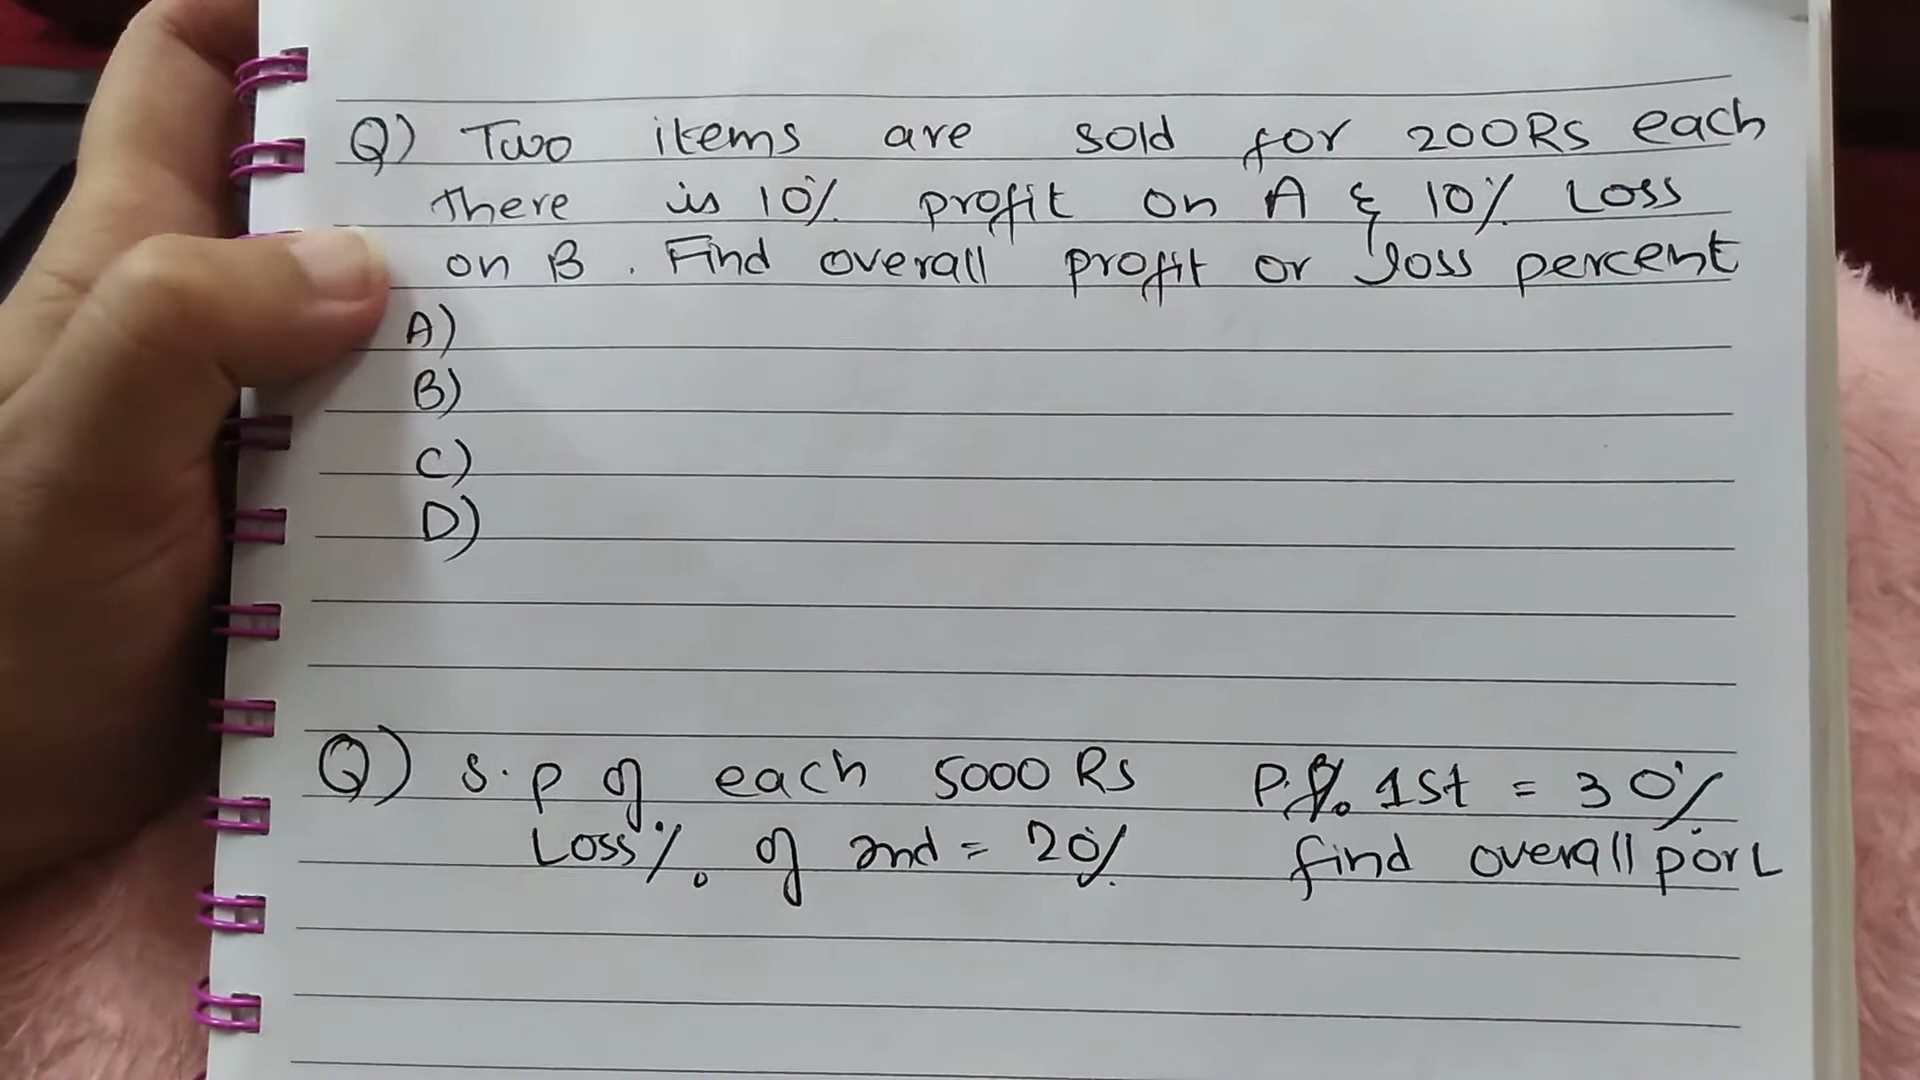 Q) Two items are sold for 200RS each
there is 10% profit on A & 10% Loss
on B. Find overall profit or loss percent
A)
B)
C)
D)
Q) S.P of each 5000 Rs P.% 1st = 30%
Loss% of 2nd = 20% find overall P or L